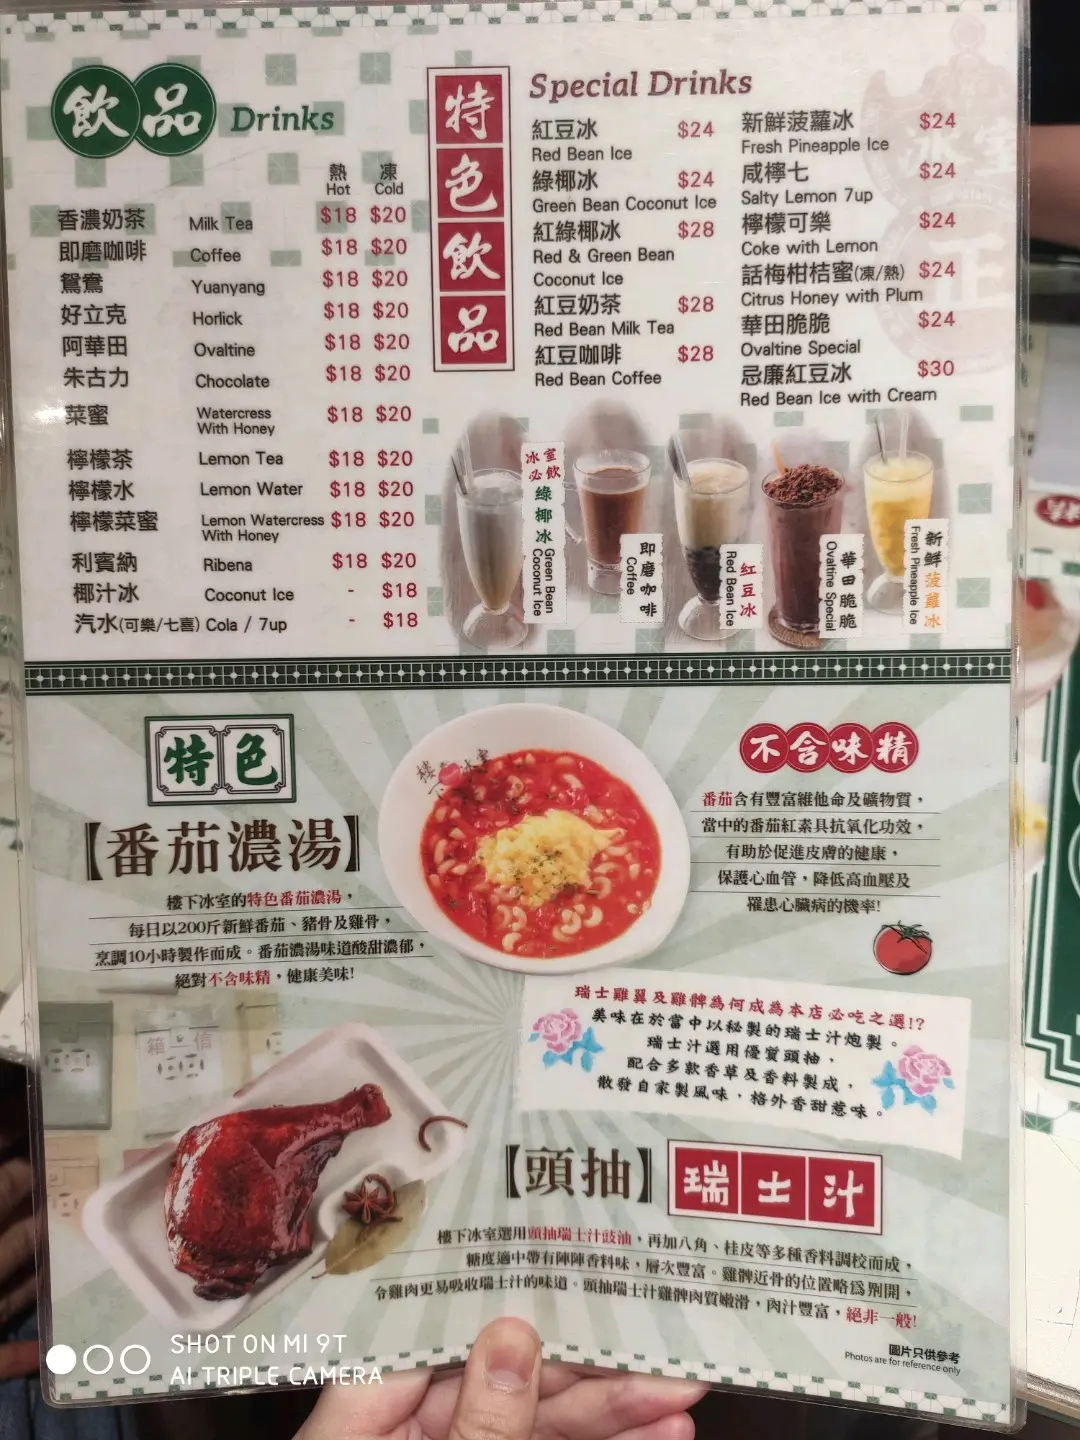 飲品 Drinks
熱 凍
Hot Cold
香濃奶茶 Milk Tea $18 $20
即磨咖啡 Coffee $18 $20
鴛鴦 Yuanyang $18 $20
好立克 Horlick $18 $20
阿華田 Ovaltine $18 $20
朱古力 Chocolate $18 $20
菜蜜 Watercress With Honey $18 $20
檸檬茶 Lemon Tea $18 $20
檸檬水 Lemon Water $18 $20
檸檬菜蜜 Lemon Watercress With Honey $18 $20
利賓納 Ribena $18 $20
椰汁冰 Coconut Ice - $18
汽水(可樂/七喜) Cola / 7up - $18
特色飲品
Special Drinks
紅豆冰 $24
Red Bean Ice
綠椰冰 $24
Green Bean Coconut Ice
紅綠椰冰 $28
Red & Green Bean
Coconut Ice
紅豆奶茶 $28
Red Bean Milk Tea
紅豆咖啡 $28
Red Bean Coffee
新鮮菠蘿冰 $24
Fresh Pineapple Ice
咸檸七 $24
Salty Lemon 7up
檸檬可樂 $24
Coke with Lemon
話梅柑桔蜜(凍/熱) $24
Citrus Honey with Plum
華田脆脆 $24
Ovaltine Special
忌廉紅豆冰 $30
Red Bean Ice with Cream
冰室必飲
綠椰冰
Green Bean
Coconut Ice
即磨咖啡
Coffee
紅豆冰
Red Bean Ice
華田脆脆
Ovaltine Special
新鮮菠蘿冰
Fresh Pineapple Ice
特色
【番茄濃湯】
樓下冰室的特色番茄濃湯，
每日以200斤新鮮番茄、豬骨及雞骨，
烹調10小時製作而成。番茄濃湯味道酸甜濃郁，
絕對不含味精，健康美味!
樓下冰室
不含味精
番茄含有豐富維他命及礦物質，
當中的番茄紅素具抗氧化功效，
有助於促進皮膚的健康，
保護心血管，降低高血壓及
罹患心臟病的機率!
瑞士雞翼及雞髀為何成為本店必吃之選!?
美味在於當中以秘製的瑞士汁炮製。
瑞士汁選用優質頭抽，
配合多款香草及香料製成，
散發自家製風味，格外香甜惹味。
信箱
【頭抽】瑞士汁
樓下冰室選用頭抽瑞士汁豉油，再加八角、桂皮等多種香料調校而成，
糖度適中帶有陣陣香料味，層次豐富。雞髀近骨的位置略為𠝹開，
令雞肉更易吸收瑞士汁的味道。頭抽瑞士汁雞髀肉質嫩滑，肉汁豐富，絕非一般!
圖片只供參考
Photos are for reference only
SHOT ON MI 9T
AI TRIPLE CAMERA